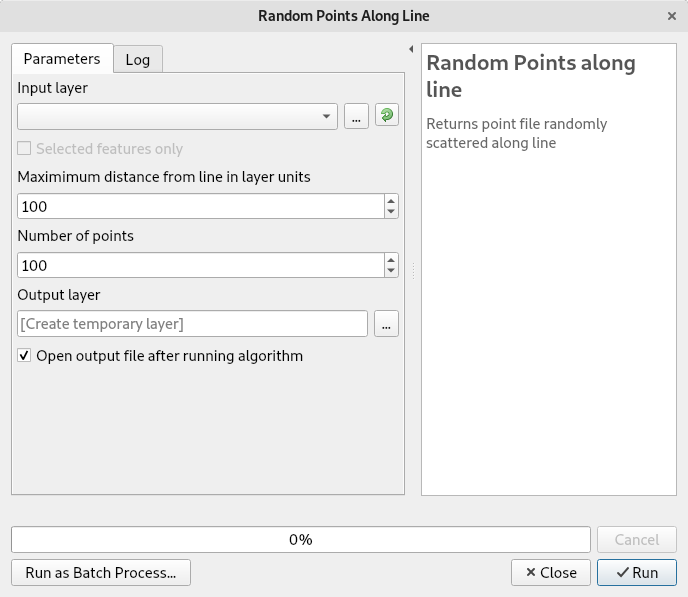 Random Points Along Line
Parameters
Log
Input layer
...
Selected features only
Maximimum distance from line in layer units
100
Number of points
100
Output layer
[Create temporary layer]
...
Open output file after running algorithm
Random Points along
line
Returns point file randomly
scattered along line
0%
Cancel
Run as Batch Process...
Close
Run